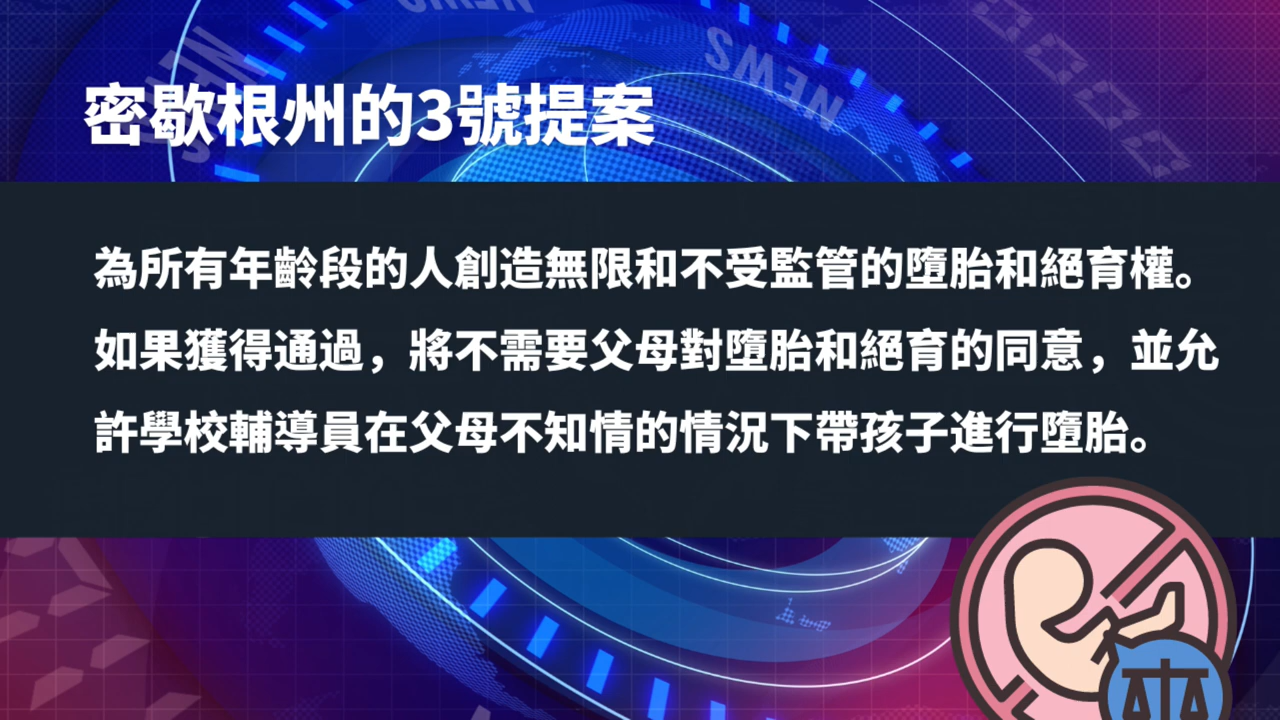 NEWS
NEWS
NEWS
密歇根州的3號提案
為所有年齡段的人創造無限和不受監管的墮胎和絕育權。
如果獲得通過，將不需要父母對墮胎和絕育的同意，並允
許學校輔導員在父母不知情的情況下帶孩子進行墮胎。